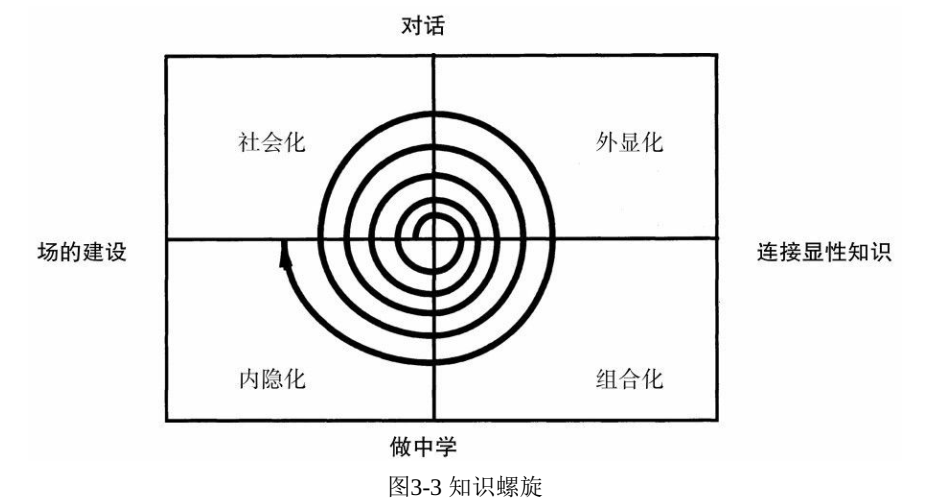 对话
社会化
外显化
场的建设
连接显性知识
内隐化
组合化
做中学
图3-3 知识螺旋